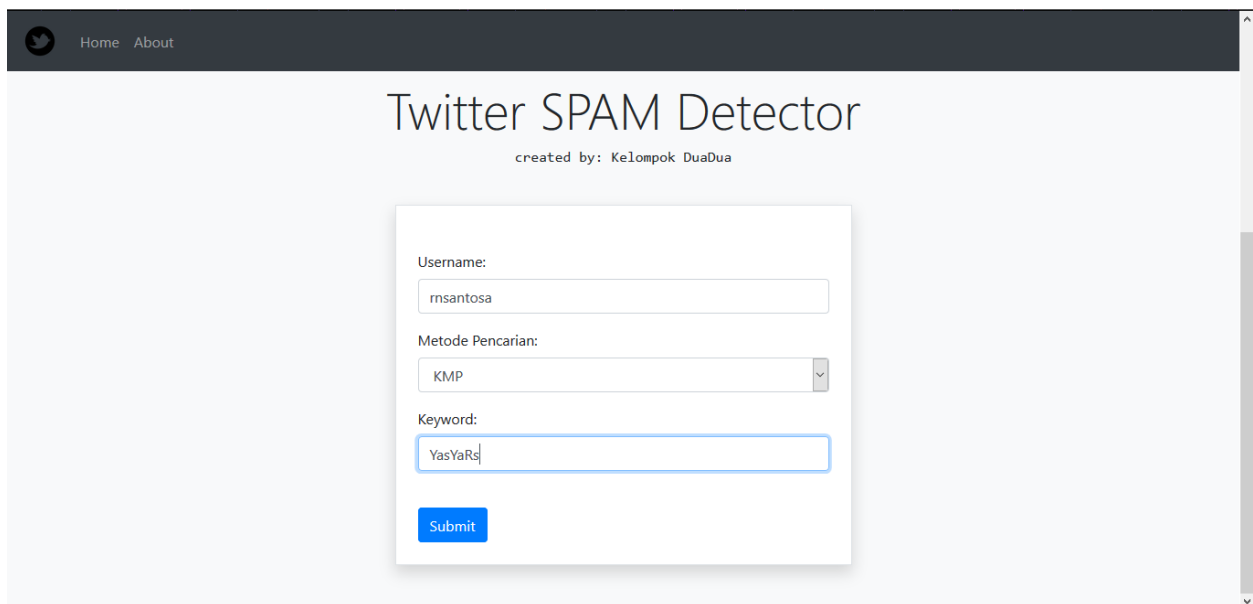 Home About
Twitter SPAM Detector
created by: Kelompok DuaDua
Username:
rnsantosa
Metode Pencarian:
KMP
Keyword:
YasYaRs
Submit